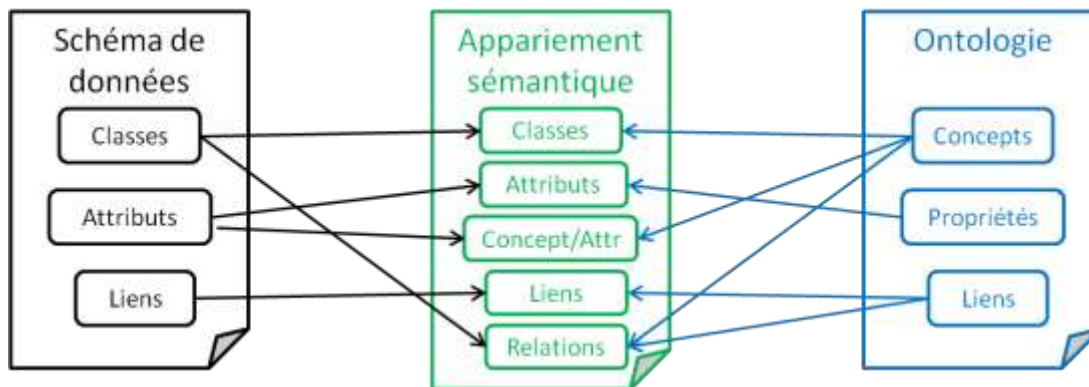 Schéma de
données
Classes
Attributs
Liens
Appariement
sémantique
Classes
Attributs
Concept/Attr
Liens
Relations
Ontologie
Concepts
Propriétés
Liens